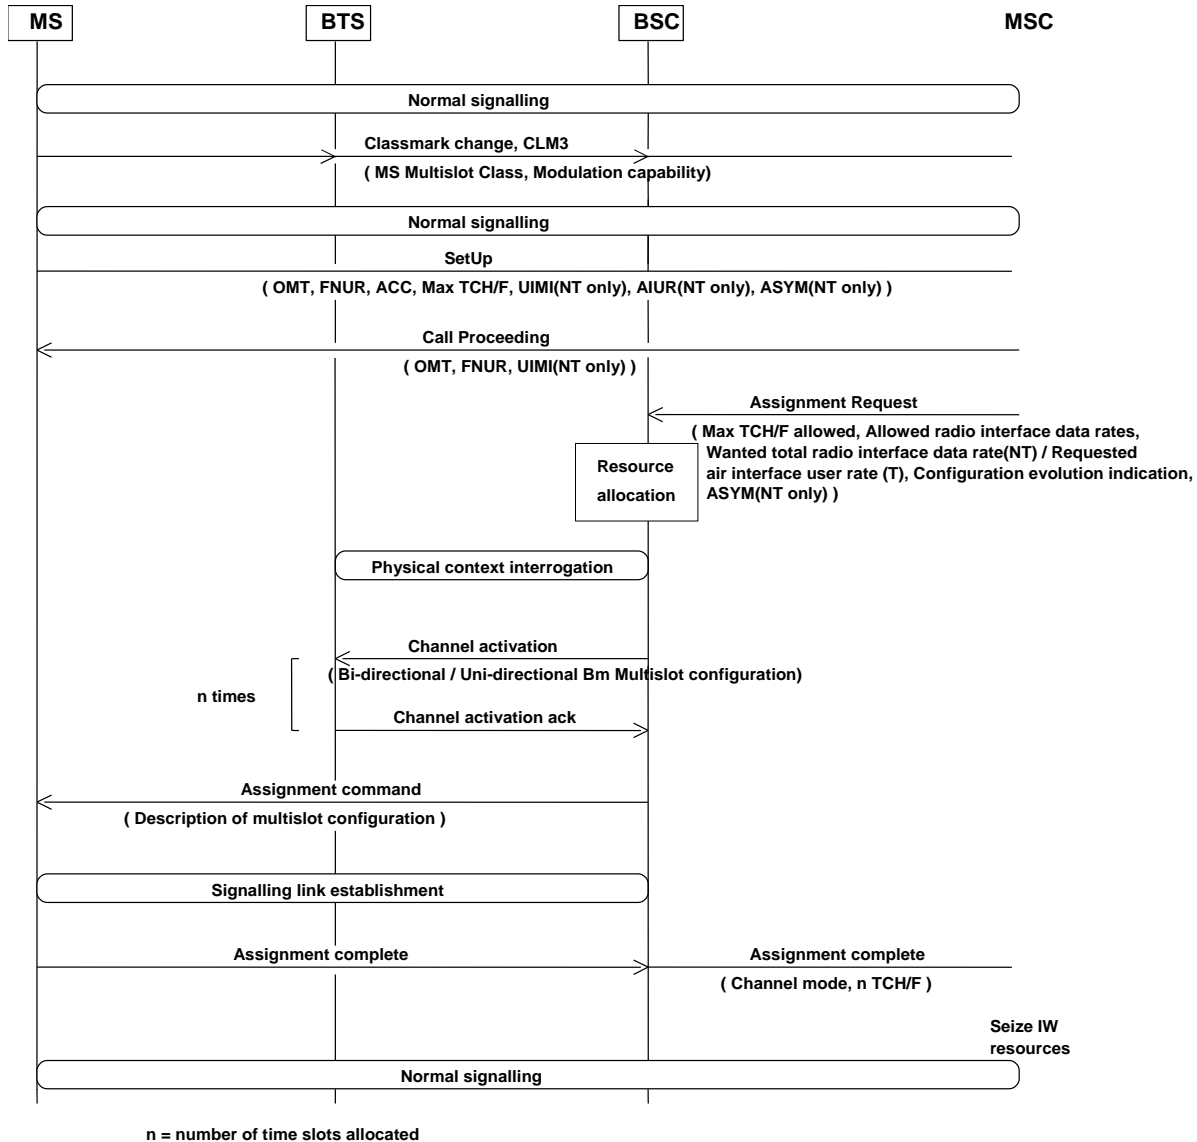 MS BTS BSC MSC
Normal signalling
Classmark change, CLM3
( MS Multislot Class, Modulation capability)
Normal signalling
SetUp
( OMT, FNUR, ACC, Max TCH/F, UIMI(NT only), AIUR(NT only), ASYM(NT only) )
Call Proceeding
( OMT, FNUR, UIMI(NT only) )
Assignment Request
( Max TCH/F allowed, Allowed radio interface data rates,
Wanted total radio interface data rate(NT) / Requested
air interface user rate (T), Configuration evolution indication,
ASYM(NT only) )
Resource
allocation
Physical context interrogation
Channel activation
( Bi-directional / Uni-directional Bm Multislot configuration)
n times
Channel activation ack
Assignment command
( Description of multislot configuration )
Signalling link establishment
Assignment complete
Assignment complete
( Channel mode, n TCH/F )
Seize IW
resources
Normal signalling
n = number of time slots allocated